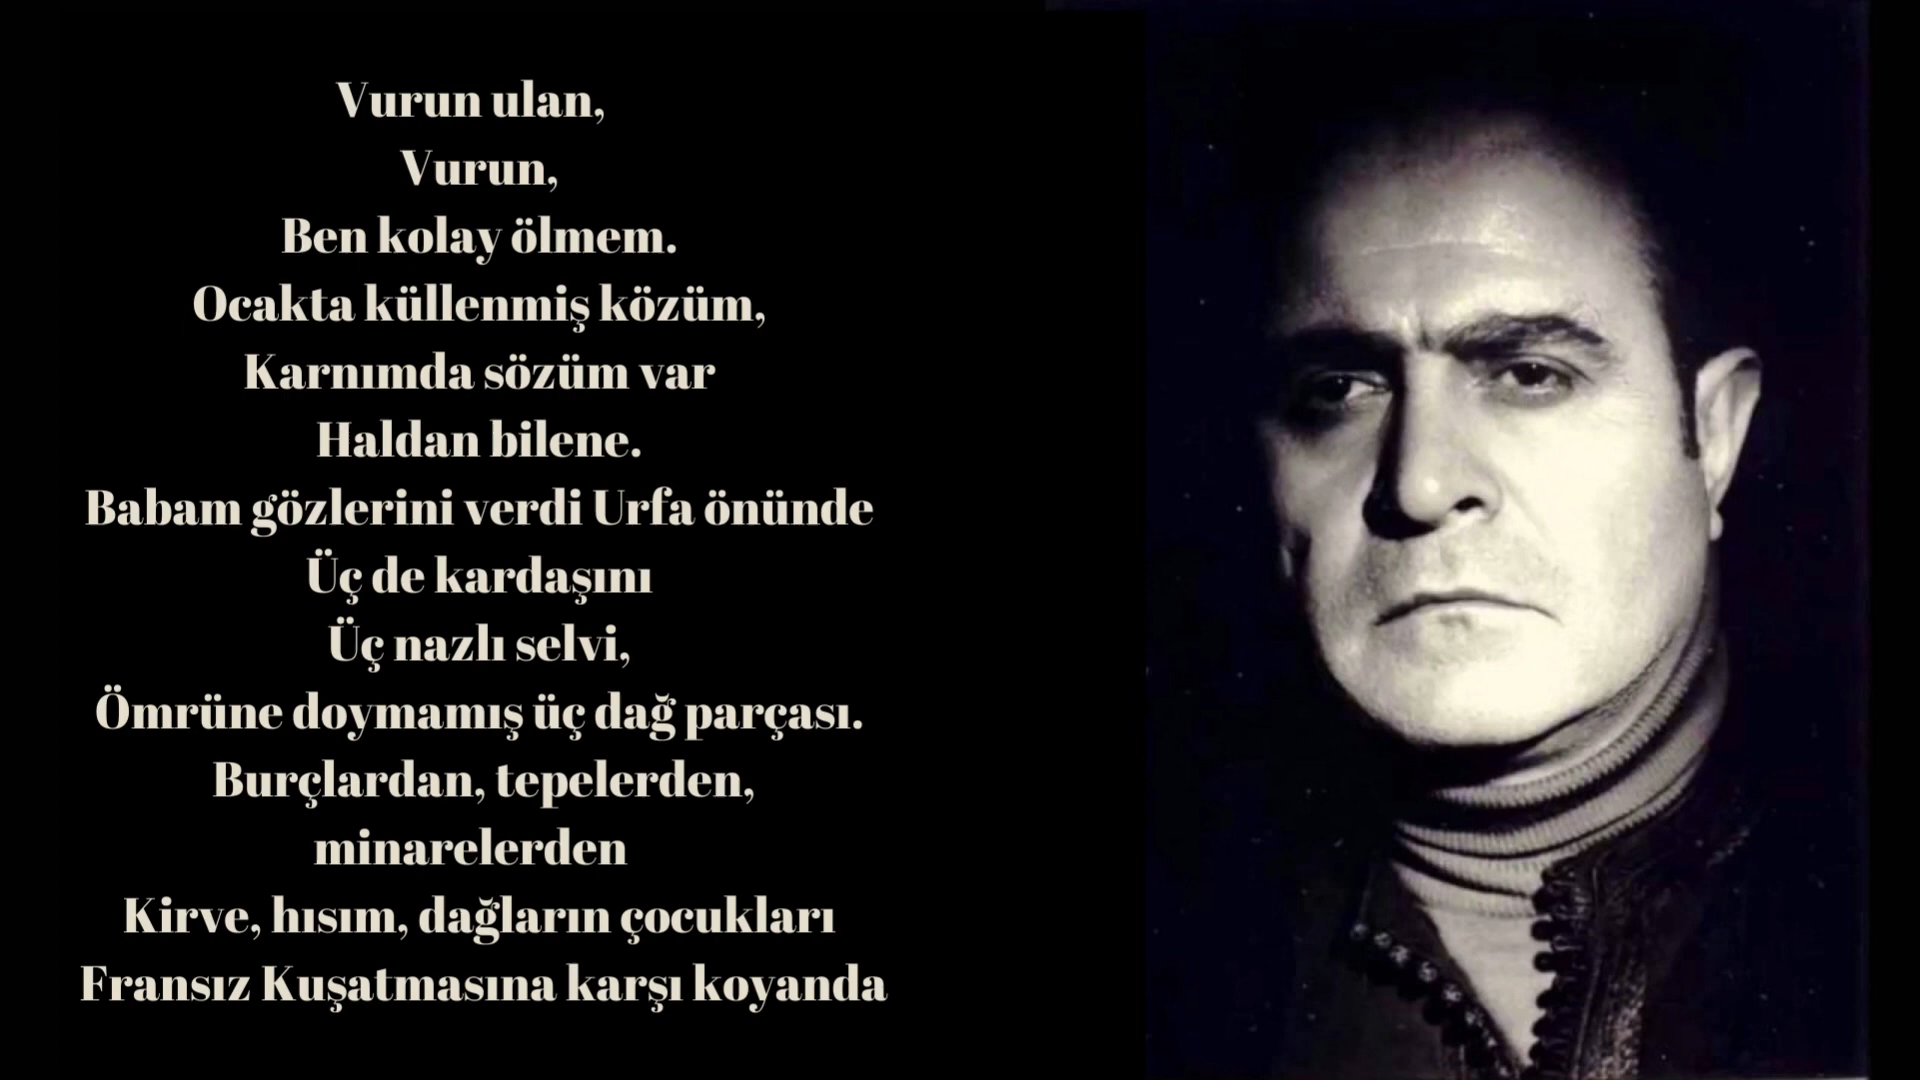 Vurun ulan,
Vurun,
Ben kolay ölmem.
Ocakta küllenmiş közüm,
Karnımda sözüm var
Haldan bilene.
Babam gözlerini verdi Urfa önünde
Üç de kardaşını
Üç nazlı selvi,
Ömrüne doymamış üç dağ parçası.
Burçlardan, tepelerden,
minarelerden
Kirve, hısım, dağların çocukları
Fransız Kuşatmasına karşı koyanda